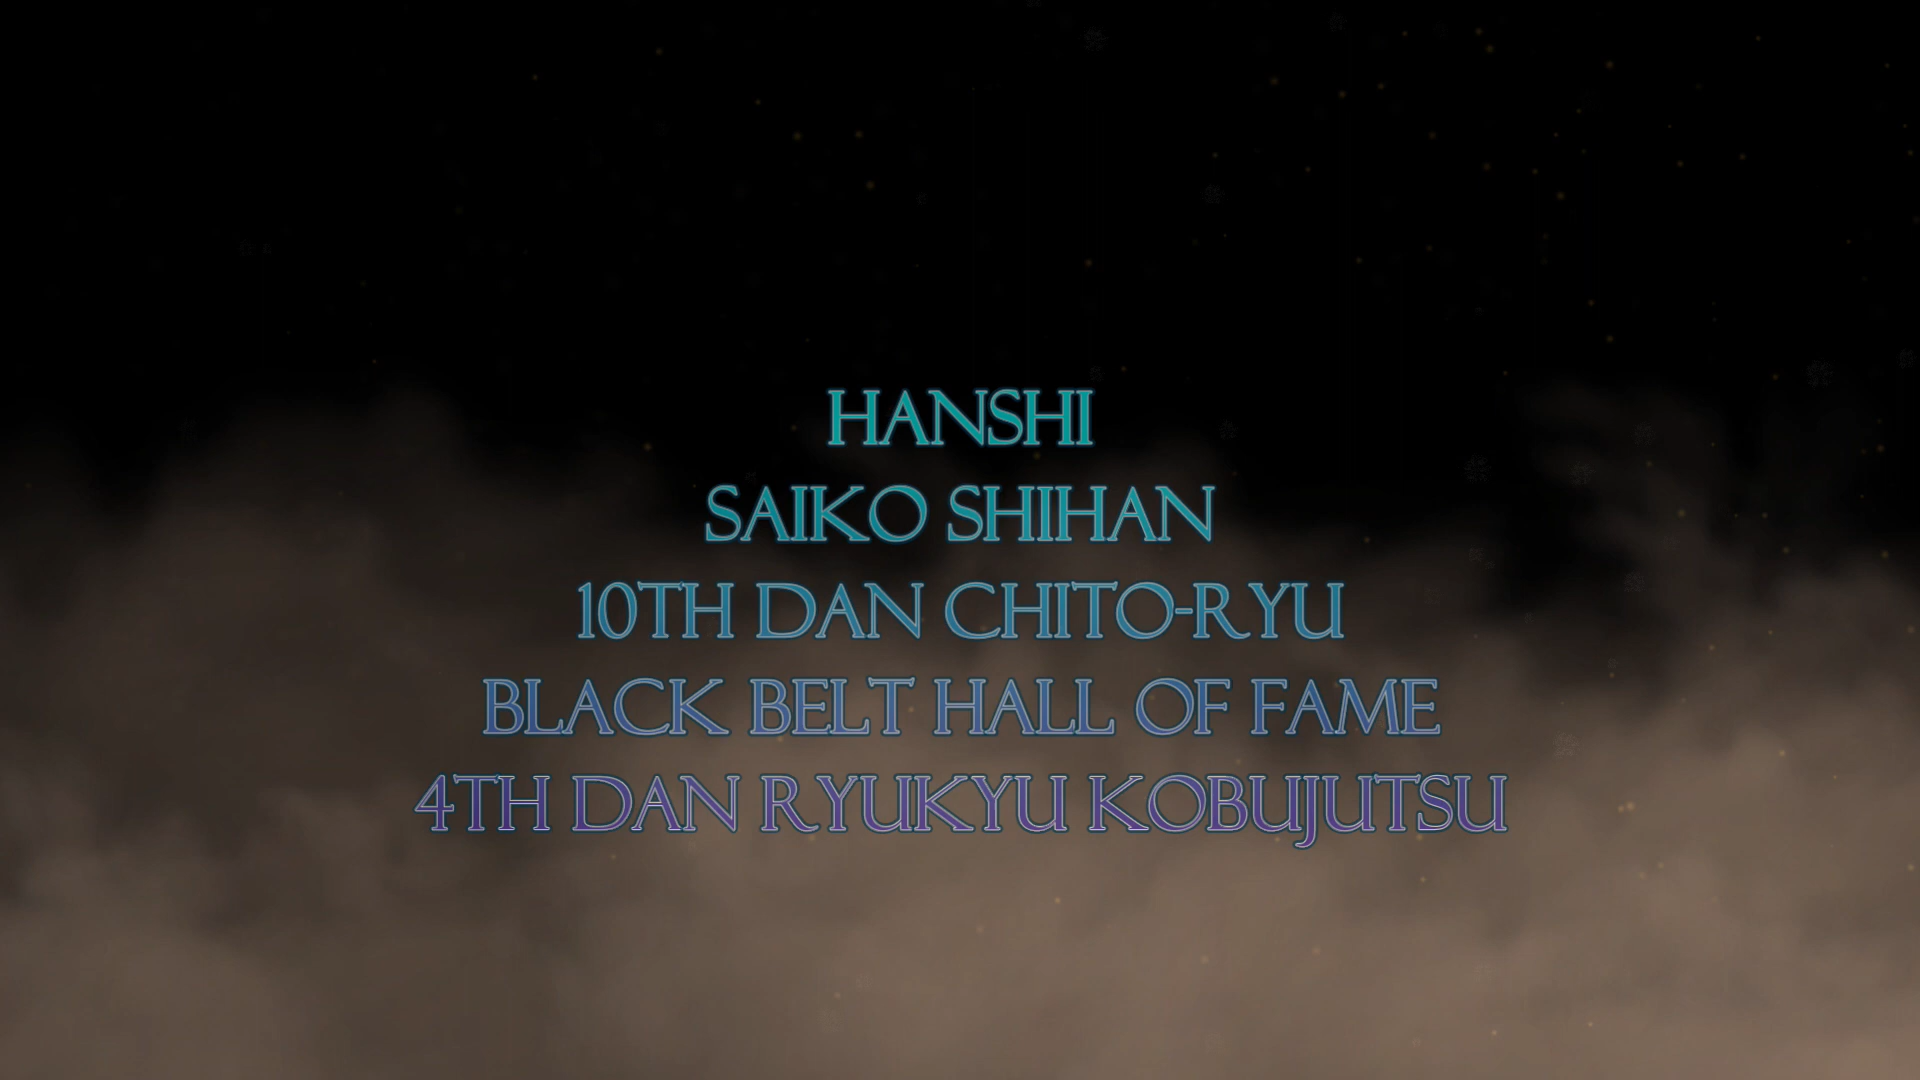 HANSHI
SAIKO SHIHAN
10TH DAN CHITO-RYU
BLACK BELT HALL OF FAME
4TH DAN RYUKYU KOBUJUTSU